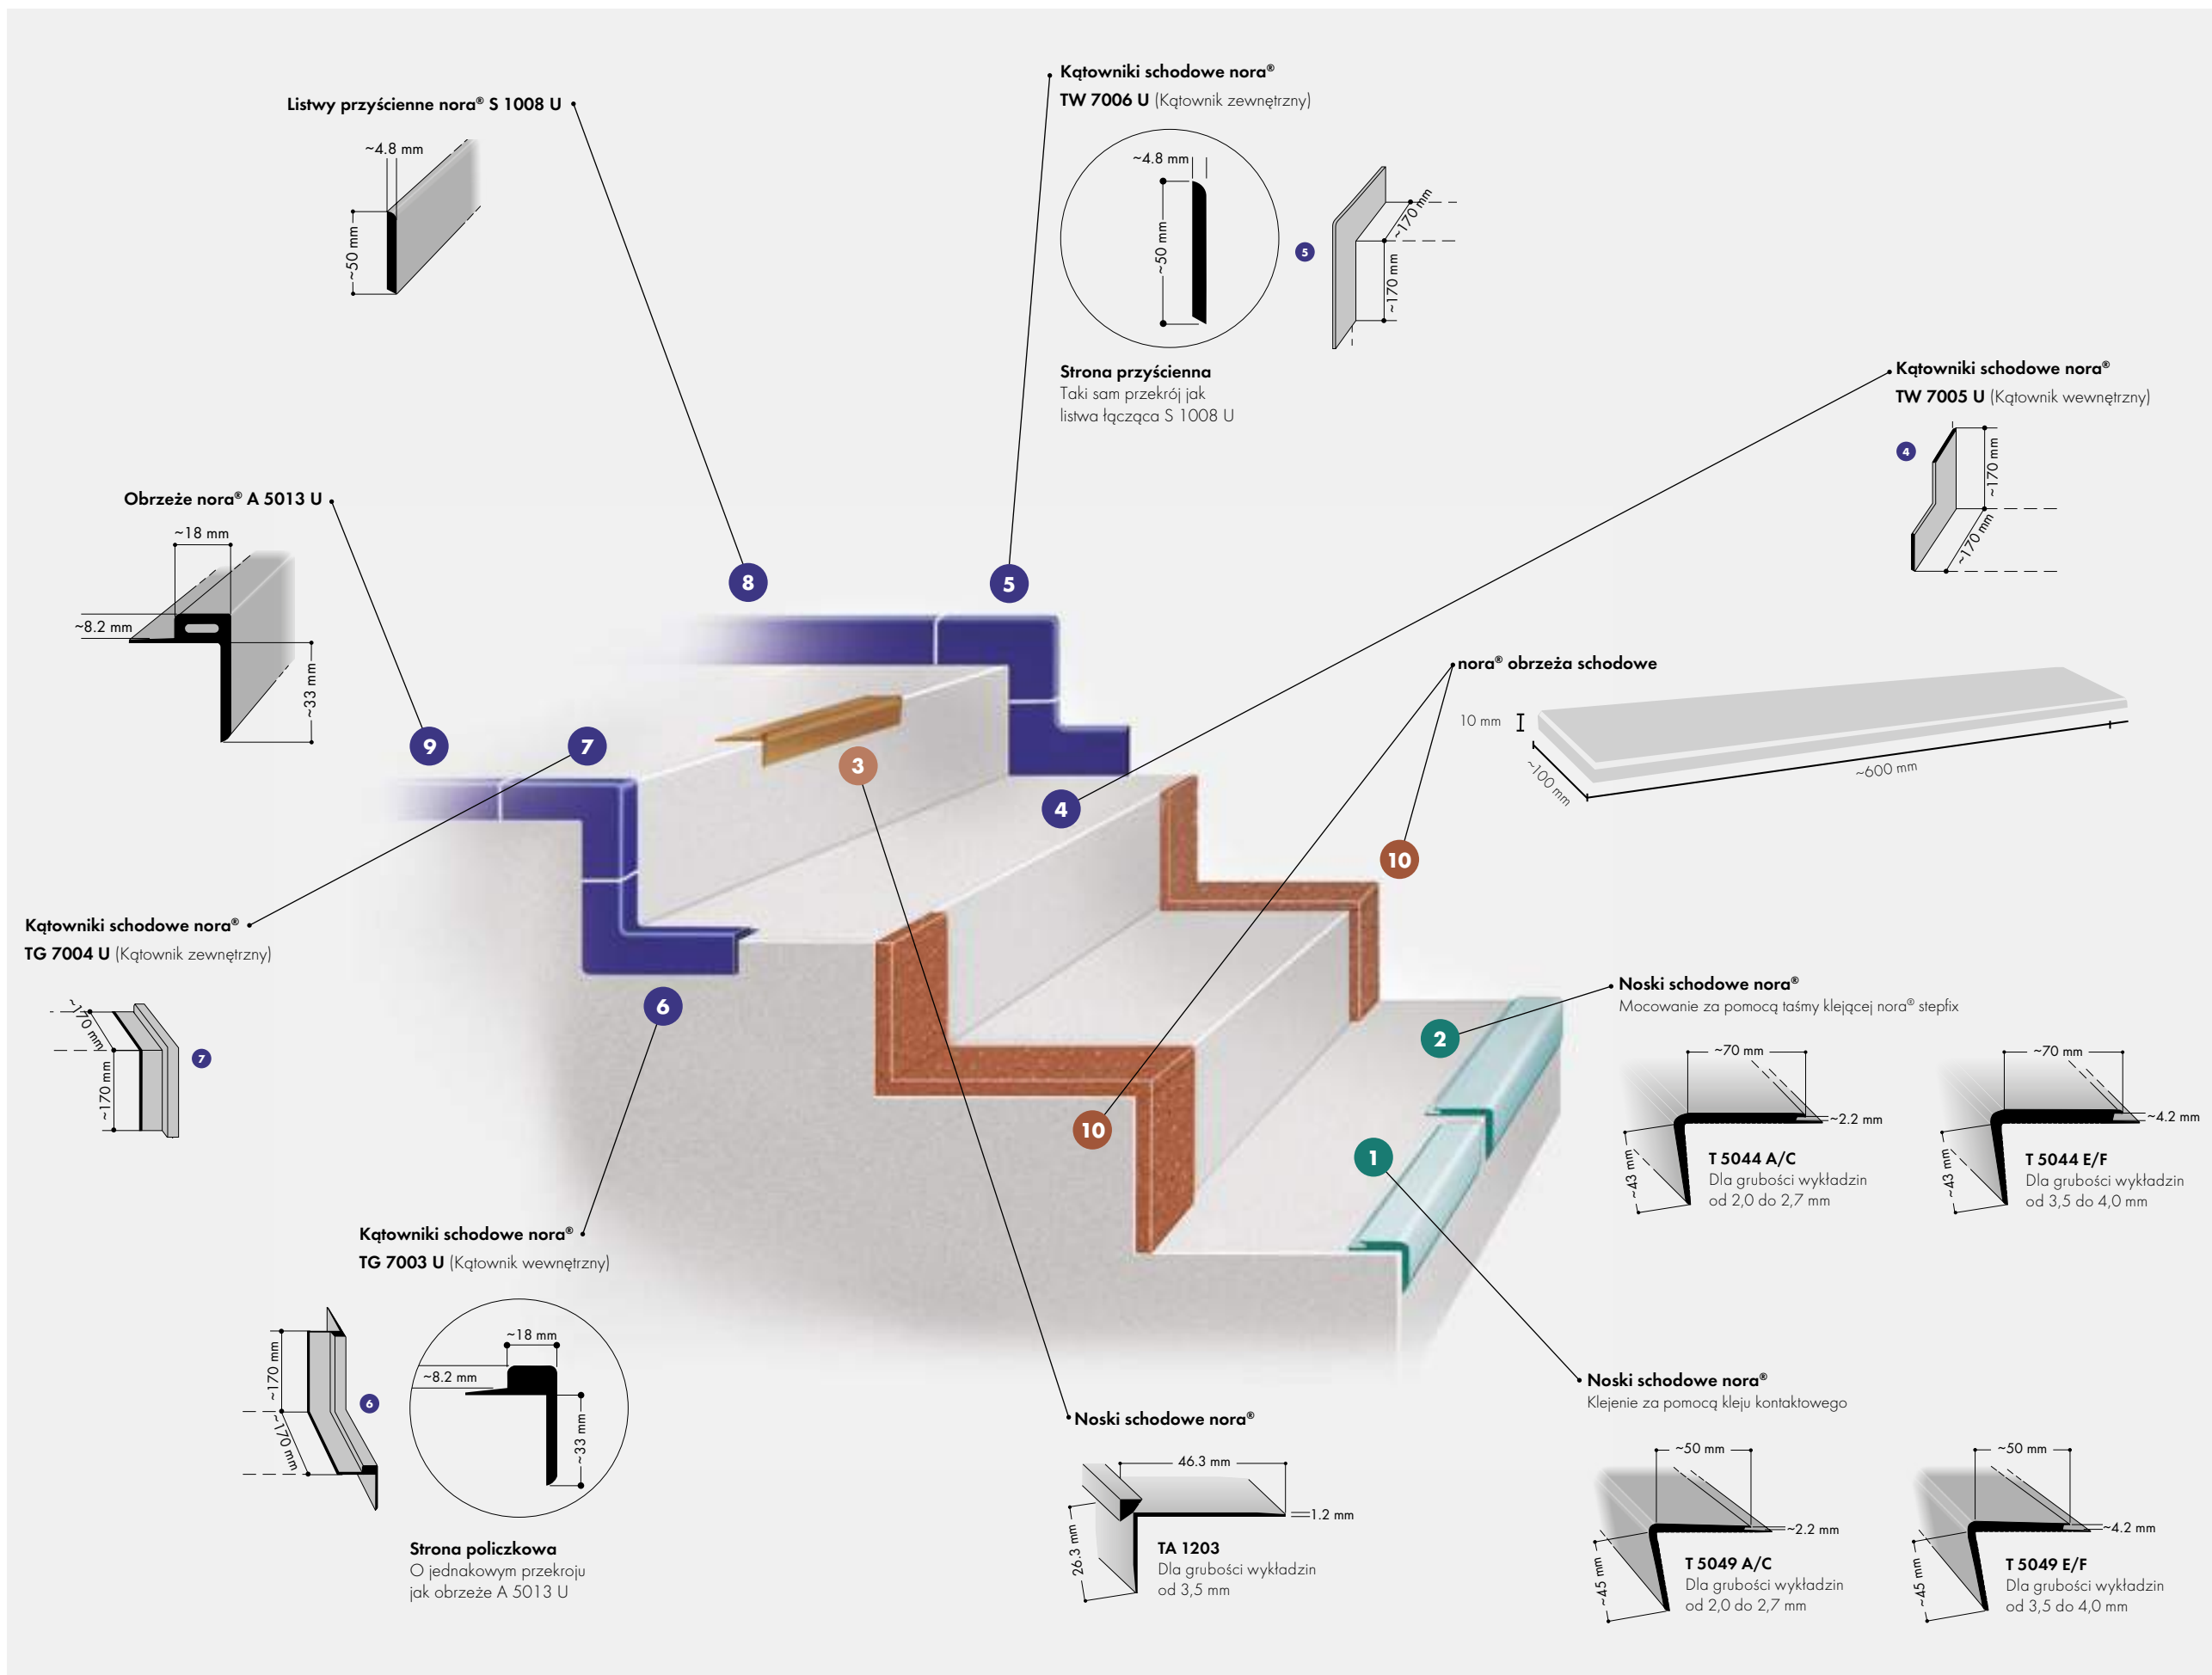 Listwy przyścienne nora® S 1008 U
~4.8 mm
~50 mm
Kątowniki schodowe nora®
TW 7006 U (Kątownik zewnętrzny)
~4.8 mm
~50 mm
5
~170 mm
~170 mm
Strona przyścienna
Taki sam przekrój jak
listwa łącząca S 1008 U
Kątowniki schodowe nora®
TW 7005 U (Kątownik wewnętrzny)
4
~170 mm
~170 mm
Obrzeże nora® A 5013 U
~18 mm
~8.2 mm
~33 mm
8
5
9
7
3
4
10
nora® obrzeża schodowe
10 mm
~100 mm
~600 mm
Kątowniki schodowe nora®
TG 7004 U (Kątownik zewnętrzny)
~170 mm
~170 mm
7
6
2
10
1
Noski schodowe nora®
Mocowanie za pomocą taśmy klejącej nora® stepfix
~70 mm
~2.2 mm
~43 mm
T 5044 A/C
Dla grubości wykładzin
od 2,0 do 2,7 mm
~70 mm
~4.2 mm
~43 mm
T 5044 E/F
Dla grubości wykładzin
od 3,5 do 4,0 mm
Kątowniki schodowe nora®
TG 7003 U (Kątownik wewnętrzny)
~170 mm
~170 mm
6
~18 mm
~8.2 mm
~33 mm
Strona policzkowa
O jednakowym przekroju
jak obrzeże A 5013 U
Noski schodowe nora®
46.3 mm
1.2 mm
26.3 mm
TA 1203
Dla grubości wykładzin
od 3,5 mm
Noski schodowe nora®
Klejenie za pomocą kleju kontaktowego
~50 mm
~2.2 mm
~45 mm
T 5049 A/C
Dla grubości wykładzin
od 2,0 do 2,7 mm
~50 mm
~4.2 mm
~45 mm
T 5049 E/F
Dla grubości wykładzin
od 3,5 do 4,0 mm